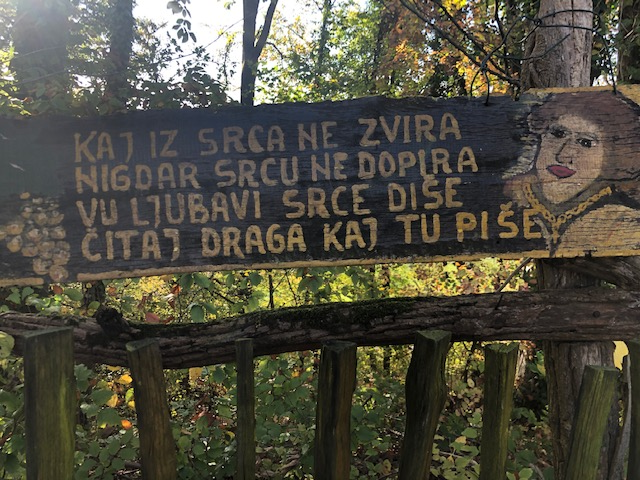 KAJ IZ SRCA NE ZVIRA
NIGDAR SRCU NE DOPIRA
VU LJUBAVI SRCE DIŠE
ČITAJ DRAGA KAJ TU PIŠE